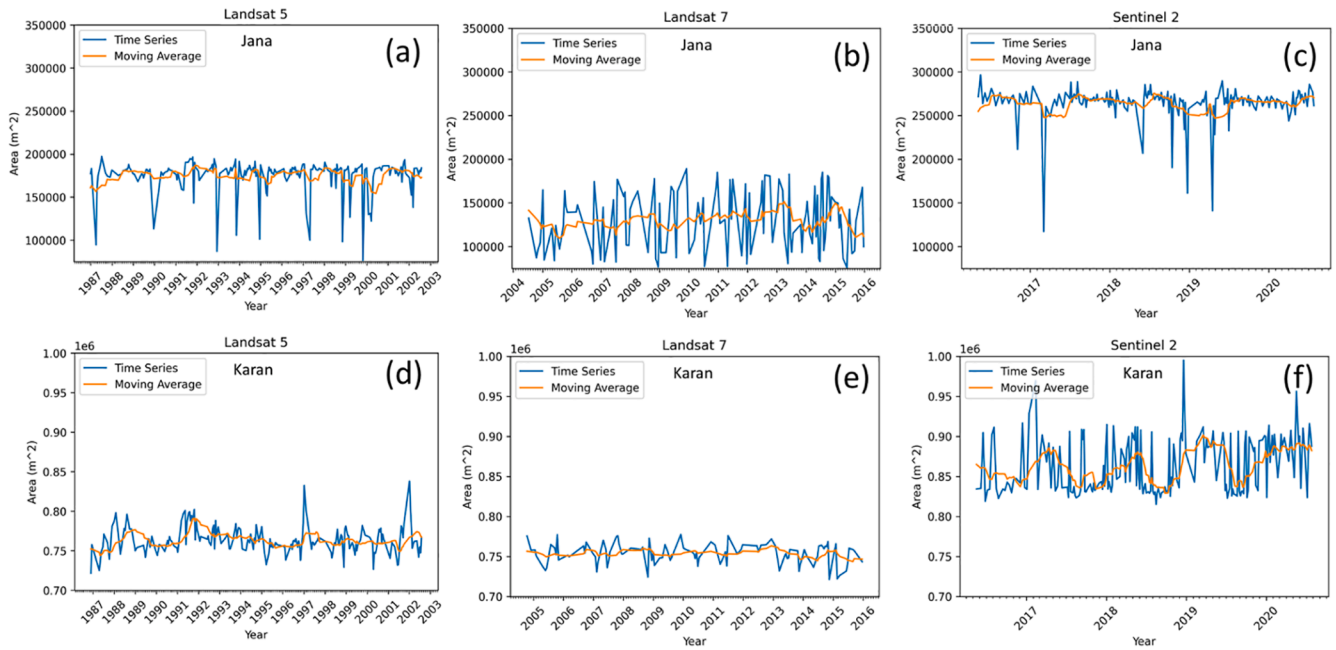 Landsat 5
Jana
(a)
Time Series
Moving Average
350000
300000
250000
200000
150000
100000
Area (m^2)
1987
1988
1989
1990
1991
1992
1993
1994
1995
1996
1997
1998
1999
2000
2001
2002
2003
Year
Landsat 7
Jana
(b)
Time Series
Moving Average
350000
300000
250000
200000
150000
100000
Area (m^2)
2004
2005
2006
2007
2008
2009
2010
2011
2012
2013
2014
2015
2016
Year
Sentinel 2
Jana
(c)
Time Series
Moving Average
350000
300000
250000
200000
150000
100000
Area (m^2)
2017
2018
2019
2020
Year
Landsat 5
1e6
Karan
(d)
Time Series
Moving Average
1.00
0.95
0.90
0.85
0.80
0.75
0.70
Area (m^2)
1987
1988
1989
1990
1991
1992
1993
1994
1995
1996
1997
1998
1999
2000
2001
2002
2003
Year
Landsat 7
1e6
Karan
(e)
Time Series
Moving Average
1.00
0.95
0.90
0.85
0.80
0.75
0.70
Area (m^2)
2005
2006
2007
2008
2009
2010
2011
2012
2013
2014
2015
2016
Year
Sentinel 2
1e6
Karan
(f)
Time Series
Moving Average
1.00
0.95
0.90
0.85
0.80
0.75
0.70
Area (m^2)
2017
2018
2019
2020
Year